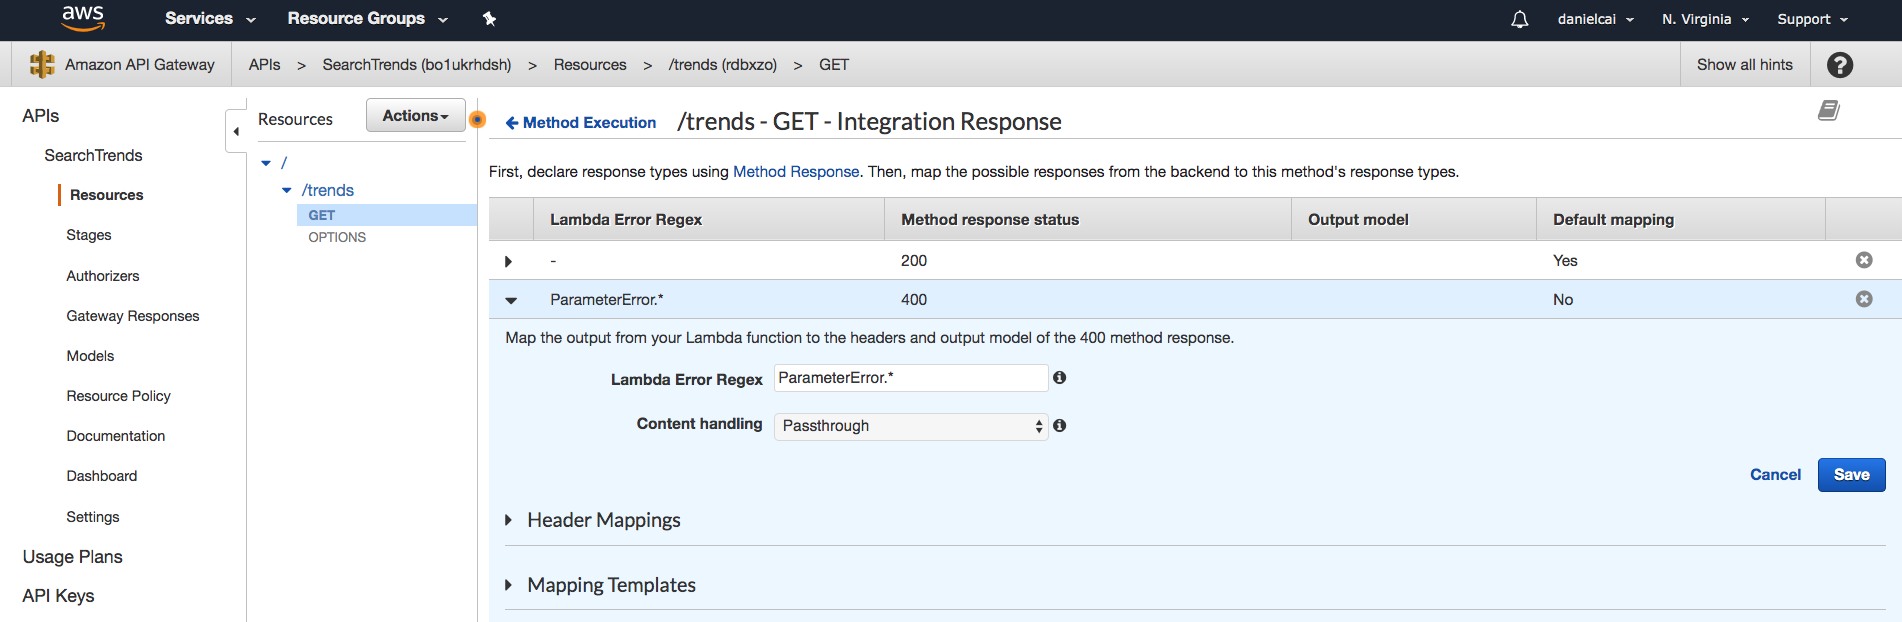 aws Services Resource Groups danielcai N. Virginia Support
Amazon API Gateway APIs > SearchTrends (bo1ukrhdsh) > Resources > /trends (rdbxzo) > GET Show all hints ?
APIs
SearchTrends
Resources
Stages
Authorizers
Gateway Responses
Models
Resource Policy
Documentation
Dashboard
Settings
Usage Plans
API Keys
Resources Actions
/
/trends
GET
OPTIONS
Method Execution /trends - GET - Integration Response
First, declare response types using Method Response. Then, map the possible responses from the backend to this method's response types.
Lambda Error Regex Method response status Output model Default mapping
- 200 Yes
ParameterError.* 400 No
Map the output from your Lambda function to the headers and output model of the 400 method response.
Lambda Error Regex ParameterError.*
Content handling Passthrough
Cancel Save
Header Mappings
Mapping Templates